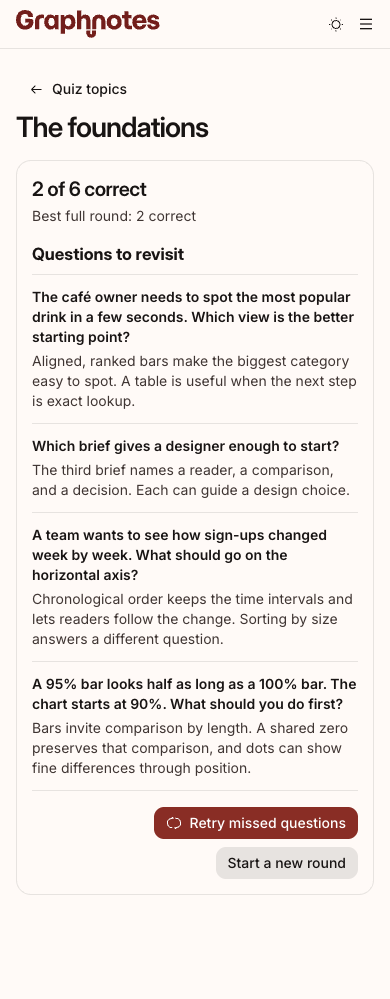 Graphnotes
Quiz topics
The foundations
2 of 6 correct
Best full round: 2 correct
Questions to revisit
The café owner needs to spot the most popular
drink in a few seconds. Which view is the better
starting point?
Aligned, ranked bars make the biggest category
easy to spot. A table is useful when the next step
is exact lookup.
Which brief gives a designer enough to start?
The third brief names a reader, a comparison,
and a decision. Each can guide a design choice.
A team wants to see how sign-ups changed
week by week. What should go on the
horizontal axis?
Chronological order keeps the time intervals and
lets readers follow the change. Sorting by size
answers a different question.
A 95% bar looks half as long as a 100% bar. The
chart starts at 90%. What should you do first?
Bars invite comparison by length. A shared zero
preserves that comparison, and dots can show
fine differences through position.
Retry missed questions
Start a new round